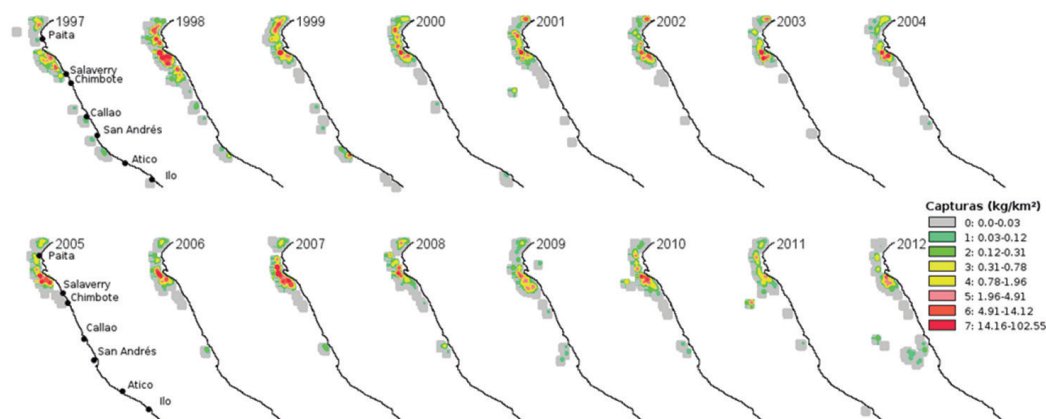 1997
1998
1999
2000
2001
2002
2003
2004
Paita
Salaverry
Chimbote
Callao
San Andrés
Atico
Ilo
2005
2006
2007
2008
2009
2010
2011
2012
Paita
Salaverry
Chimbote
Callao
San Andrés
Atico
Ilo
Capturas (kg/km²)
0: 0.0-0.03
1: 0.03-0.12
2: 0.12-0.31
3: 0.31-0.78
4: 0.78-1.96
5: 1.96-4.91
6: 4.91-14.12
7: 14.16-102.55